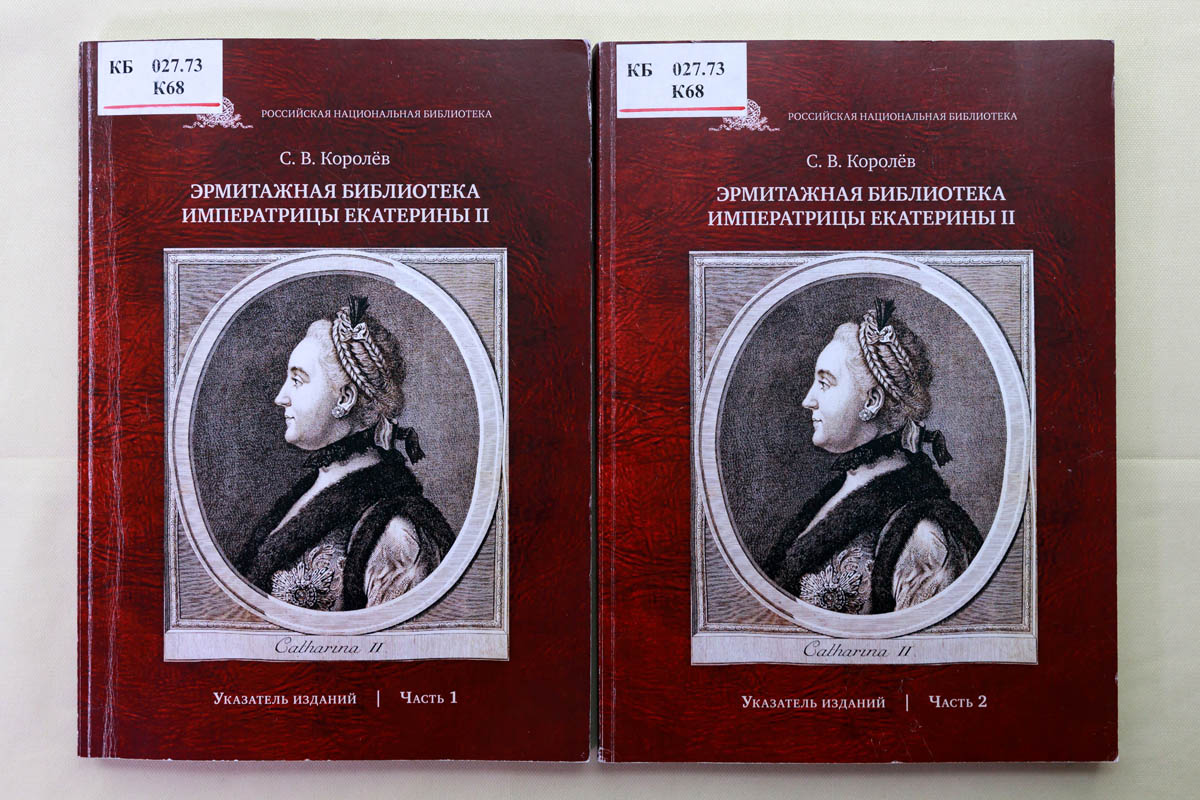 КБ 027.73
К68
РОССИЙСКАЯ НАЦИОНАЛЬНАЯ БИБЛИОТЕКА
С. В. Королёв
ЭРМИТАЖНАЯ БИБЛИОТЕКА
ИМПЕРАТРИЦЫ ЕКАТЕРИНЫ II
Catharina II
Указатель изданий | Часть 1
КБ 027.73
К68
РОССИЙСКАЯ НАЦИОНАЛЬНАЯ БИБЛИОТЕКА
С. В. Королёв
ЭРМИТАЖНАЯ БИБЛИОТЕКА
ИМПЕРАТРИЦЫ ЕКАТЕРИНЫ II
Catharina II
Указатель изданий | Часть 2